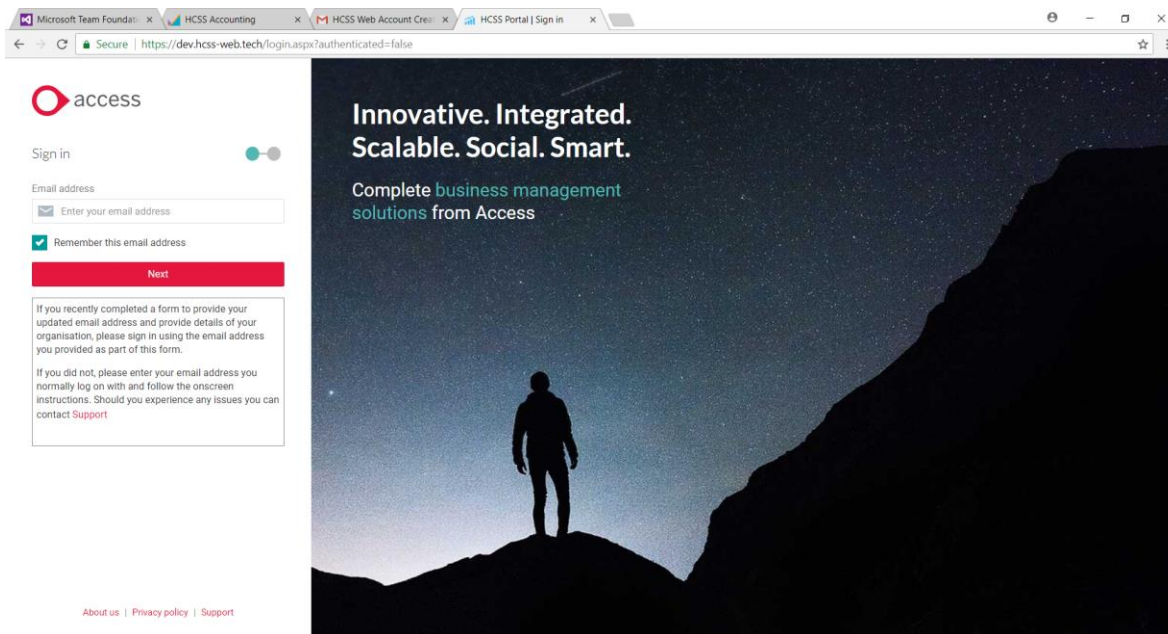 Microsoft Team Foundati
HCSS Accounting
HCSS Web Account Creat
HCSS Portal | Sign in
Secure | https://dev.hcss-web.tech/login.aspx?authenticated=false
access
Sign in
Email address
Enter your email address
Remember this email address
Next
If you recently completed a form to provide your
updated email address and provide details of your
organisation, please sign in using the email address
you provided as part of this form.
If you did not, please enter your email address you
normally log on with and follow the onscreen
instructions. Should you experience any issues you can
contact Support
About us | Privacy policy | Support
Innovative. Integrated.
Scalable. Social. Smart.
Complete business management
solutions from Access